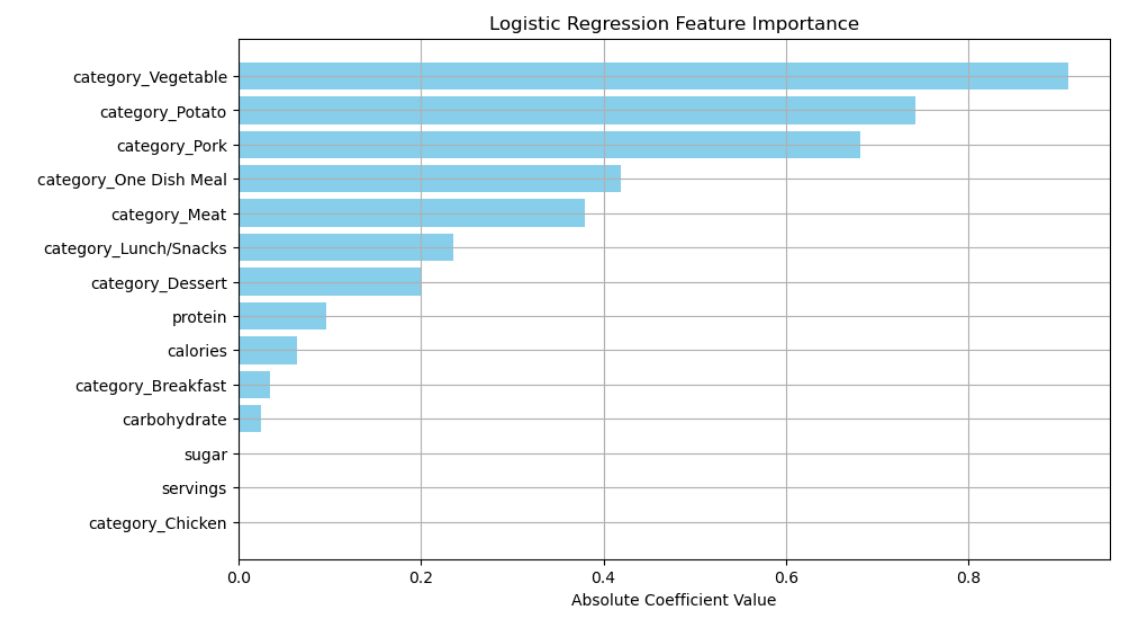 Logistic Regression Feature Importance
category_Vegetable
category_Potato
category_Pork
category_One Dish Meal
category_Meat
category_Lunch/Snacks
category_Dessert
protein
calories
category_Breakfast
carbohydrate
sugar
servings
category_Chicken
0.0 0.2 0.4 0.6 0.8
Absolute Coefficient Value